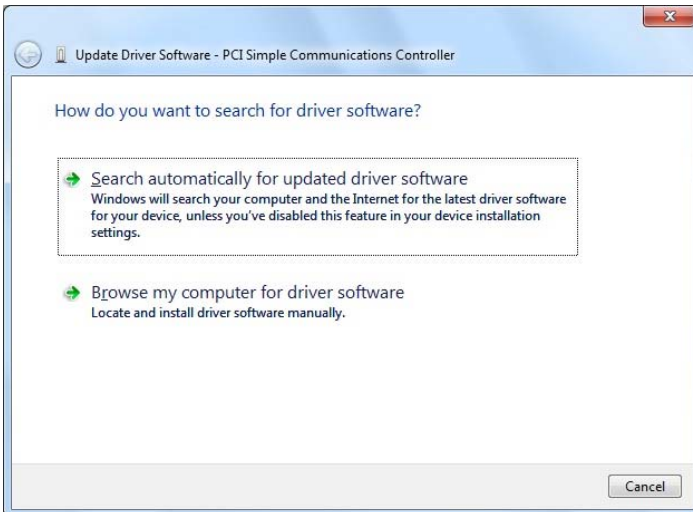 Update Driver Software - PCI Simple Communications Controller
How do you want to search for driver software?
Search automatically for updated driver software
Windows will search your computer and the Internet for the latest driver software
for your device, unless you've disabled this feature in your device installation
settings.
Browse my computer for driver software
Locate and install driver software manually.
Cancel